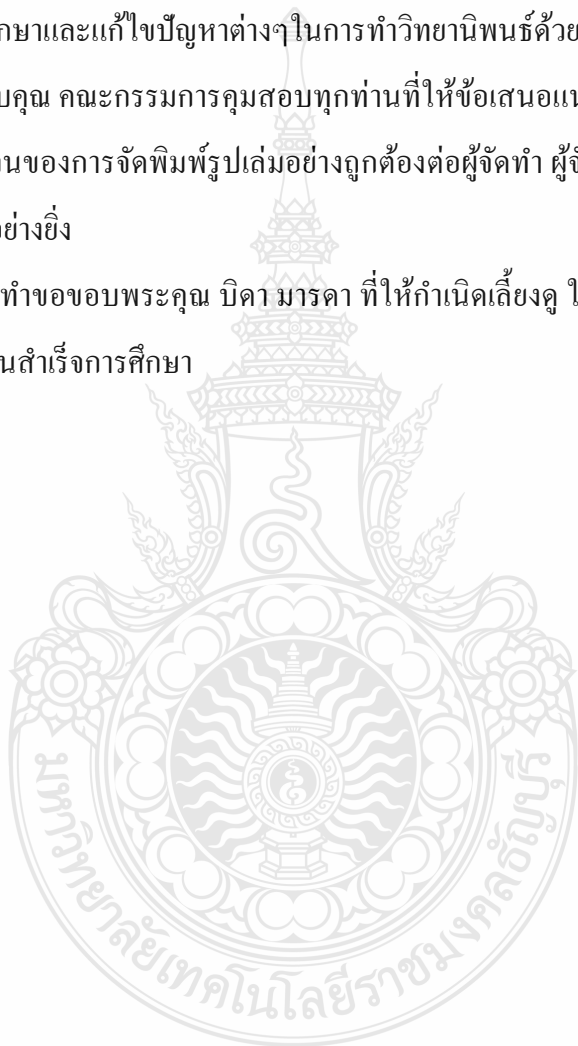 กษาและแก้ไขปัญหาต่างๆในการทำวิทยานิพนธ์ด้วย
บคุณ คณะกรรมการคุมสอบทุกท่านที่ให้ข้อเสนอแน
วนของการจัดพิมพ์รูปเล่มอย่างถูกต้องต่อผู้จัดทำ ผู้จั
อย่างยิ่ง
ทำขอขอบพระคุณ บิดา มารดา ที่ให้กำเนิดเลี้ยงดู ใ
นสำเร็จการศึกษา
มหาวิทยาลัยเทคโนโลยีราชมงคลธัญบุรี